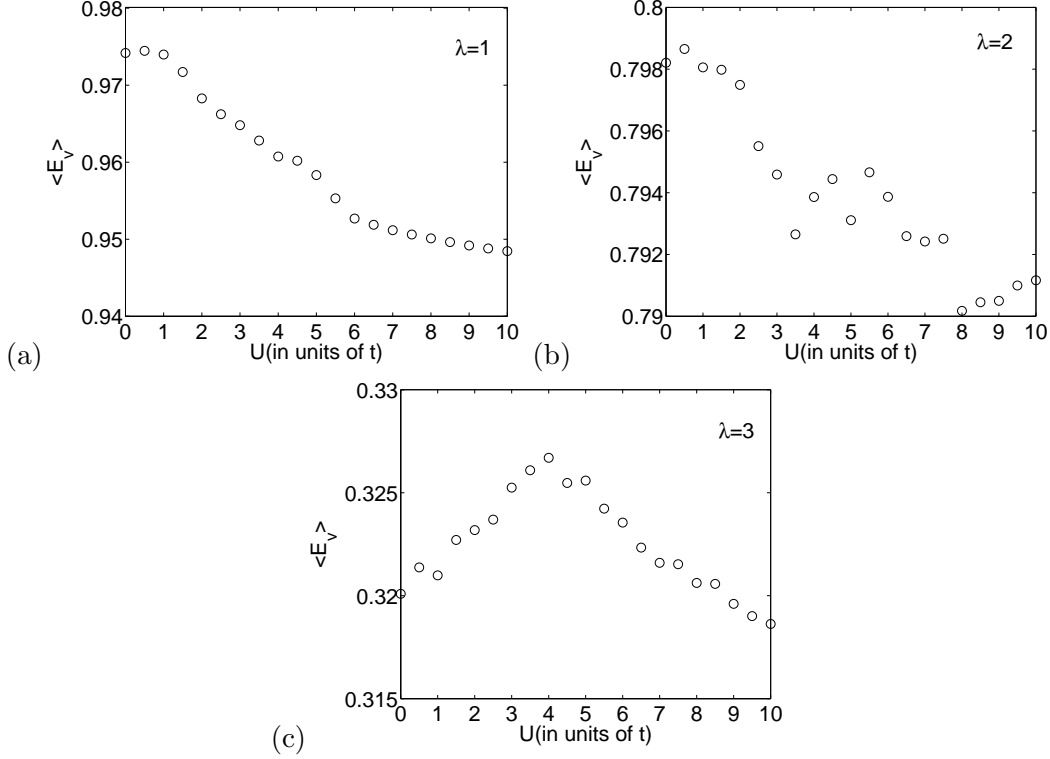 0.98
0.97
0.96
0.95
0.94
<E_v>
λ=1
0 1 2 3 4 5 6 7 8 9 10
U(in units of t)
(a)
0.8
0.798
0.796
0.794
0.792
0.79
<E_v>
λ=2
0 1 2 3 4 5 6 7 8 9 10
U(in units of t)
(b)
0.33
0.325
0.32
0.315
<E_v>
λ=3
0 1 2 3 4 5 6 7 8 9 10
U(in units of t)
(c)